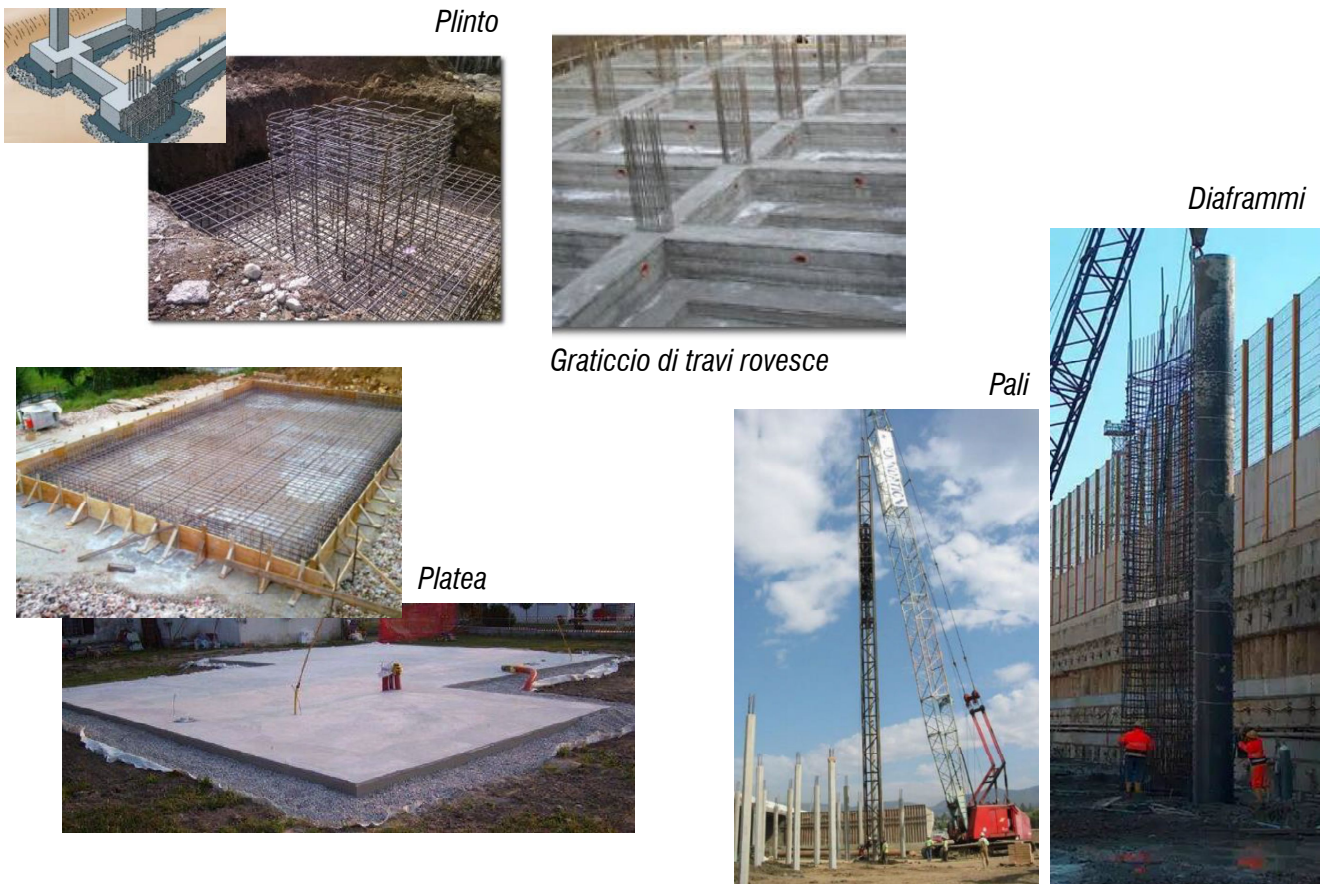 Plinto
Diaframmi
Graticcio di travi rovesce
Pali
Platea